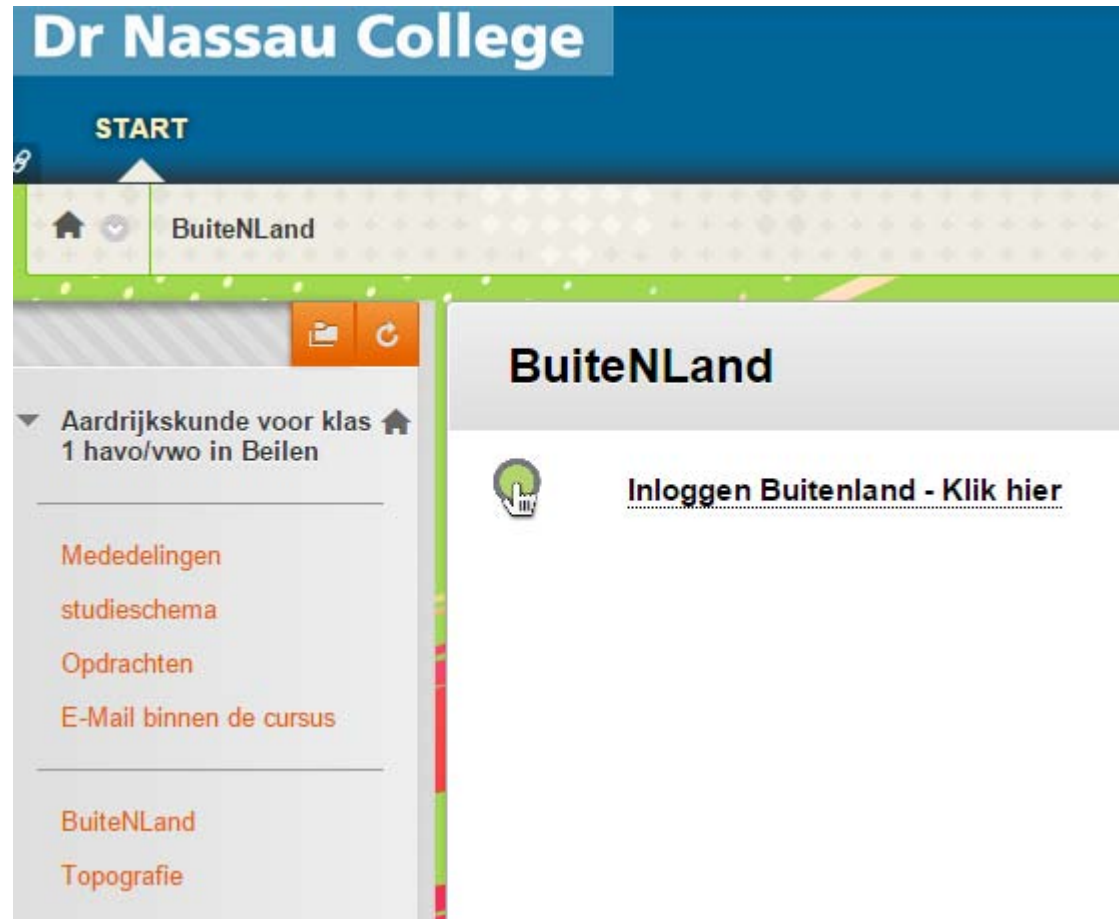 Dr Nassau College
START
BuiteNLand
Aardrijkskunde voor klas
1 havo/vwo in Beilen
Mededelingen
studieschema
Opdrachten
E-Mail binnen de cursus
BuiteNLand
Topografie
BuiteNLand
Inloggen Buitenland - Klik hier